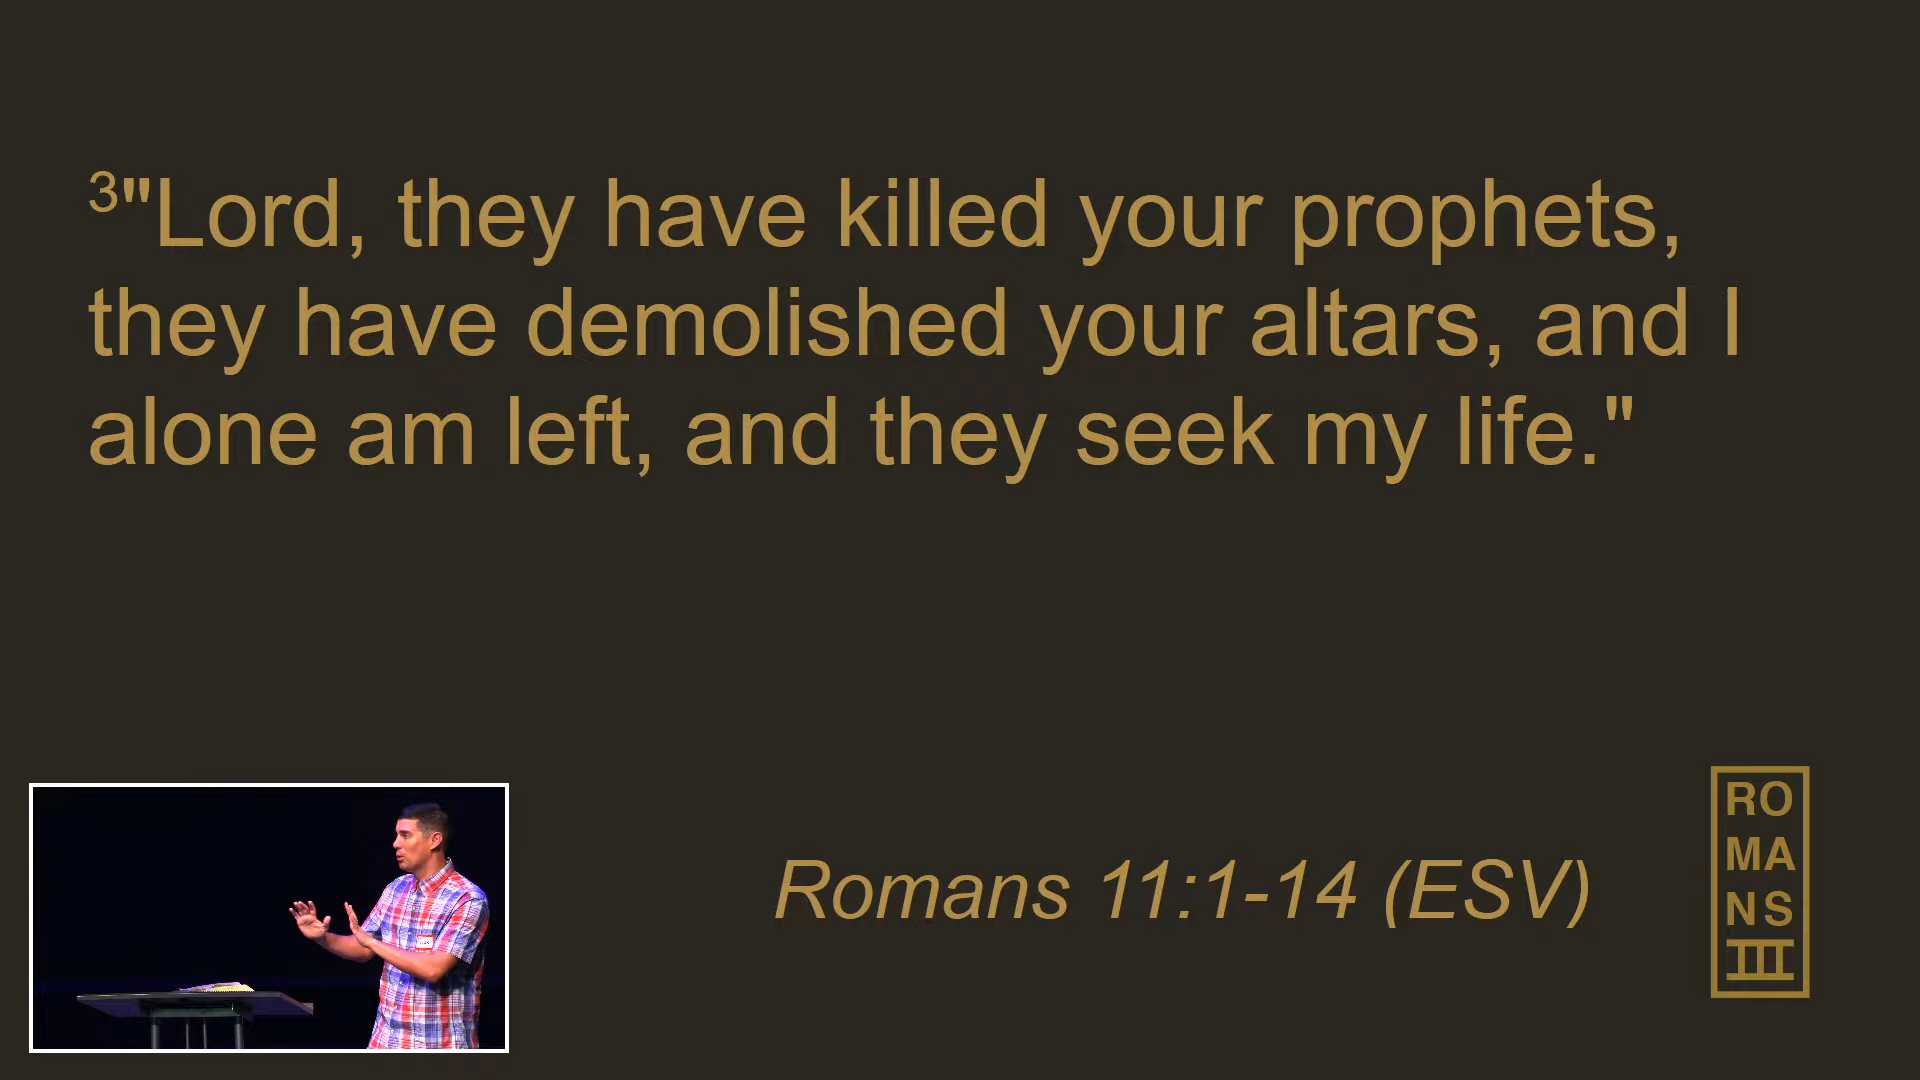 3"Lord, they have killed your prophets,
they have demolished your altars, and I
alone am left, and they seek my life."
Romans 11:1-14 (ESV)
RO
MA
NS
III